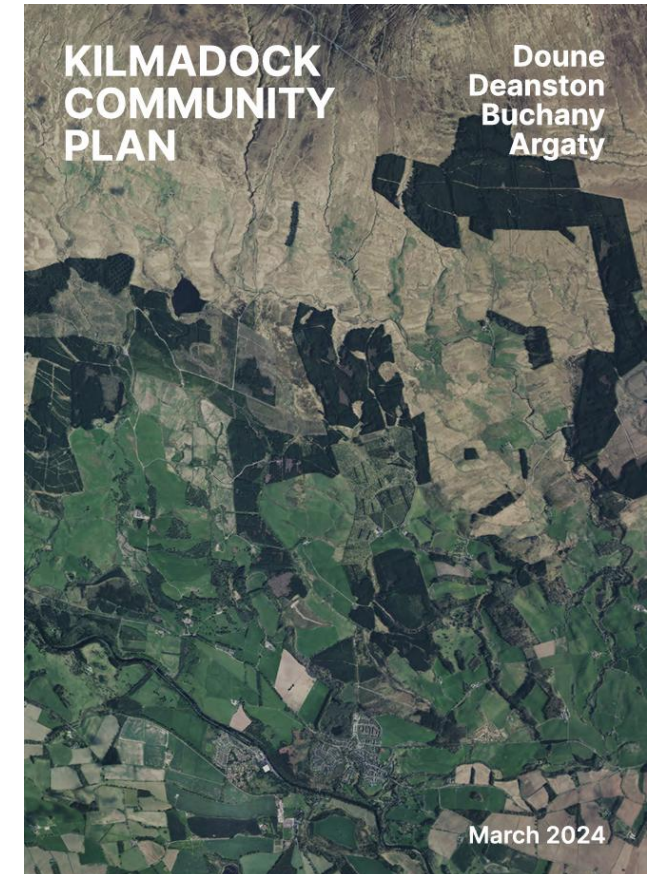 KILMADOCK
COMMUNITY
PLAN
Doune
Deanston
Buchany
Argaty
March 2024